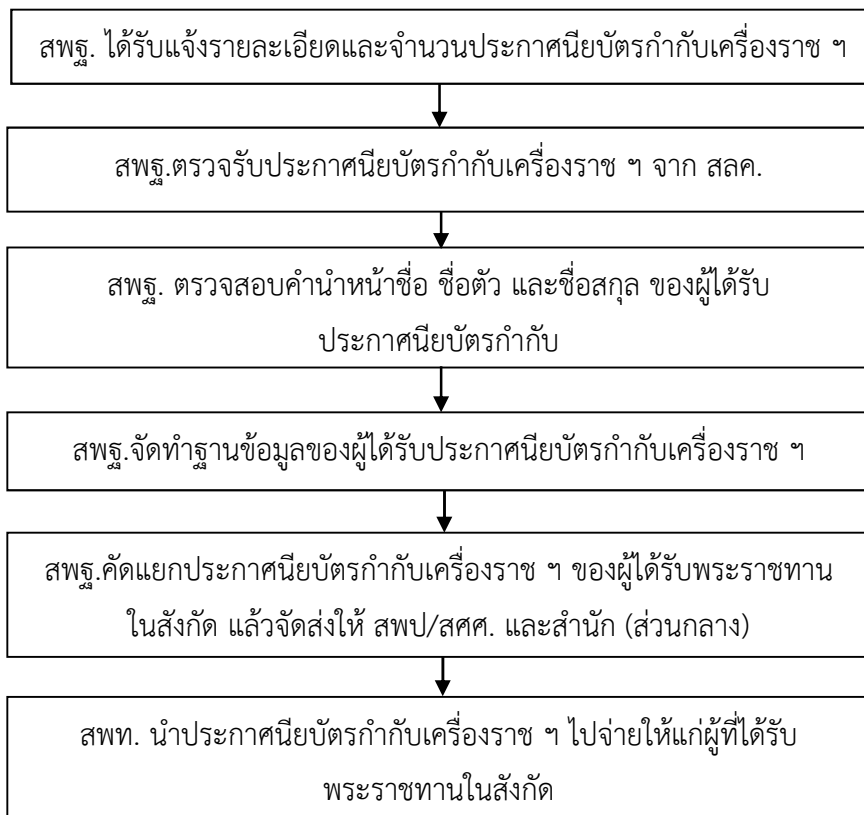 สพฐ. ได้รับแจ้งรายละเอียดและจำนวนประกาศนียบัตรกำกับเครื่องราช ฯ
สพฐ.ตรวจรับประกาศนียบัตรกำกับเครื่องราช ฯ จาก สลค.
สพฐ. ตรวจสอบคำนำหน้าชื่อ ชื่อตัว และชื่อสกุล ของผู้ได้รับ
ประกาศนียบัตรกำกับ
สพฐ.จัดทำฐานข้อมูลของผู้ได้รับประกาศนียบัตรกำกับเครื่องราช ฯ
สพฐ.คัดแยกประกาศนียบัตรกำกับเครื่องราช ฯ ของผู้ได้รับพระราชทาน
ในสังกัด แล้วจัดส่งให้ สพป/สศศ. และสำนัก (ส่วนกลาง)
สพท. นำประกาศนียบัตรกำกับเครื่องราช ฯ ไปจ่ายให้แก่ผู้ที่ได้รับ
พระราชทานในสังกัด